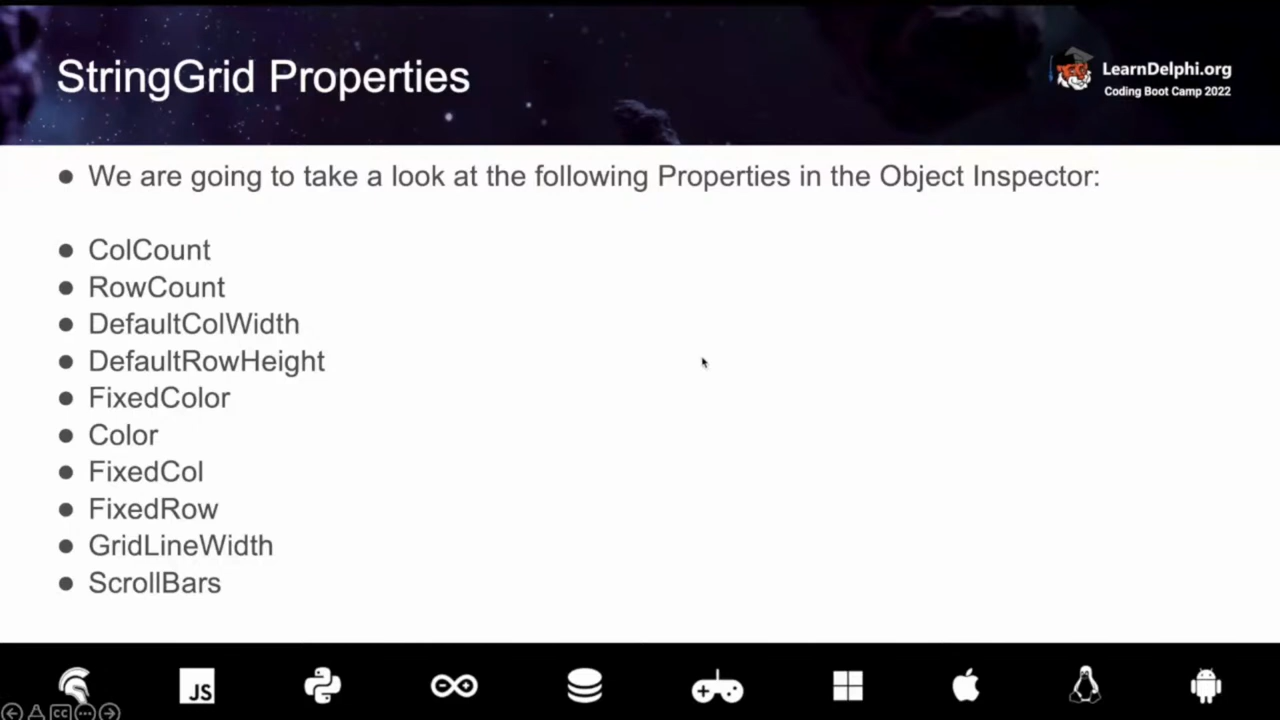 StringGrid Properties
LearnDelphi.org
Coding Boot Camp 2022
● We are going to take a look at the following Properties in the Object Inspector:
● ColCount
● RowCount
● DefaultColWidth
● DefaultRowHeight
● FixedColor
● Color
● FixedCol
● FixedRow
● GridLineWidth
● ScrollBars
JS
CC